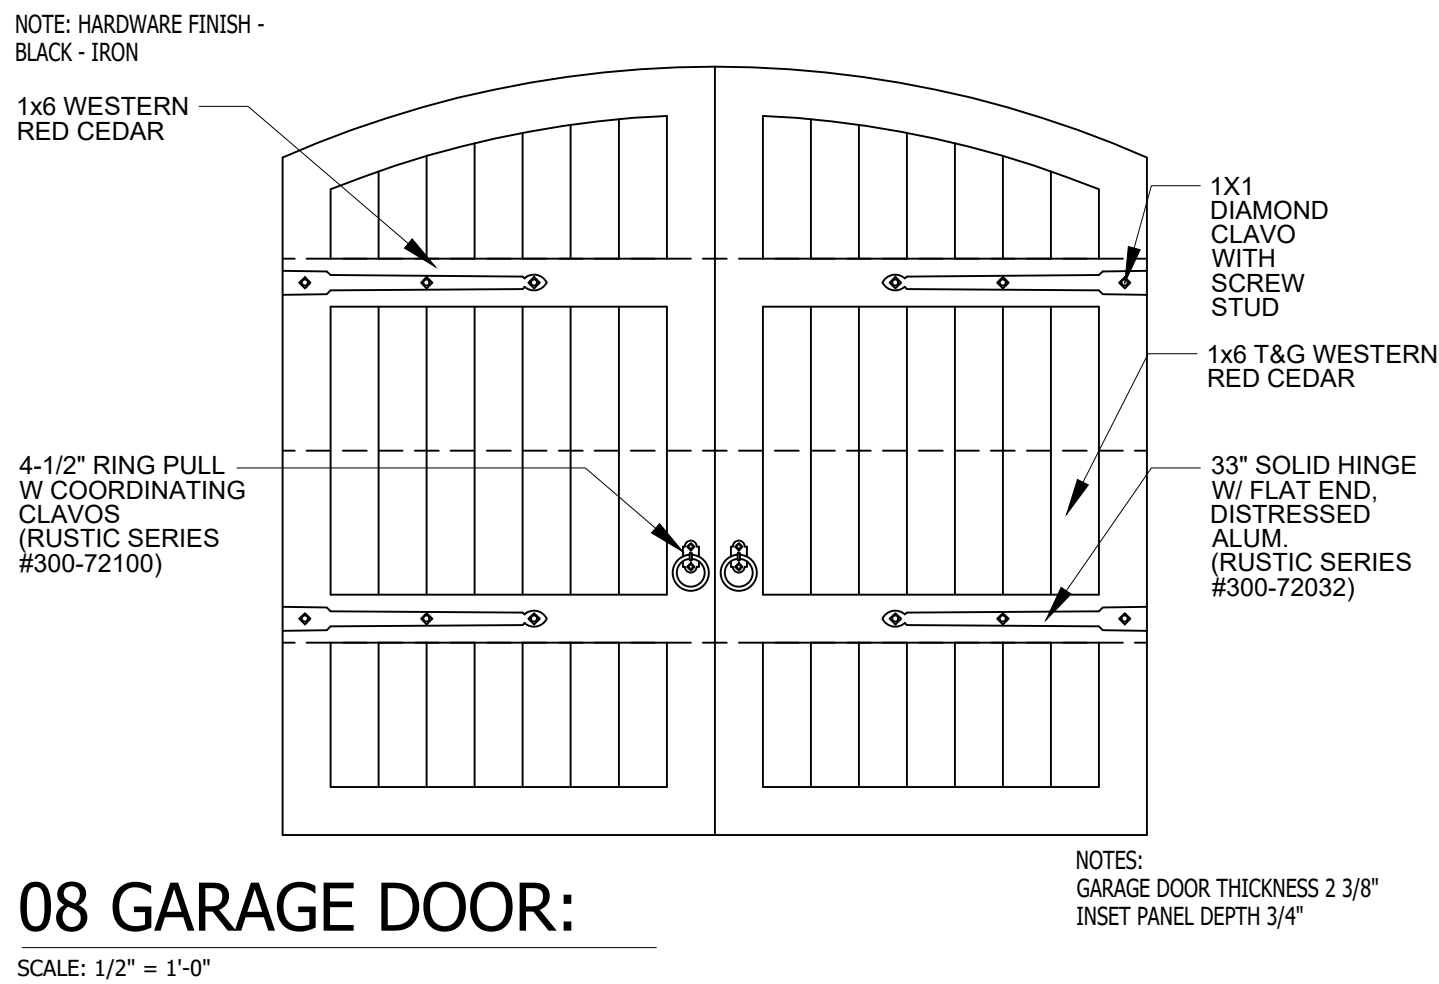 NOTE: HARDWARE FINISH -
BLACK - IRON
1x6 WESTERN
RED CEDAR
1X1
DIAMOND
CLAVO
WITH
SCREW
STUD
1x6 T&G WESTERN
RED CEDAR
4-1/2" RING PULL
W COORDINATING
CLAVOS
(RUSTIC SERIES
#300-72100)
33" SOLID HINGE
W/ FLAT END,
DISTRESSED
ALUM.
(RUSTIC SERIES
#300-72032)
NOTES:
GARAGE DOOR THICKNESS 2 3/8"
INSET PANEL DEPTH 3/4"
08 GARAGE DOOR:
SCALE: 1/2" = 1'-0"